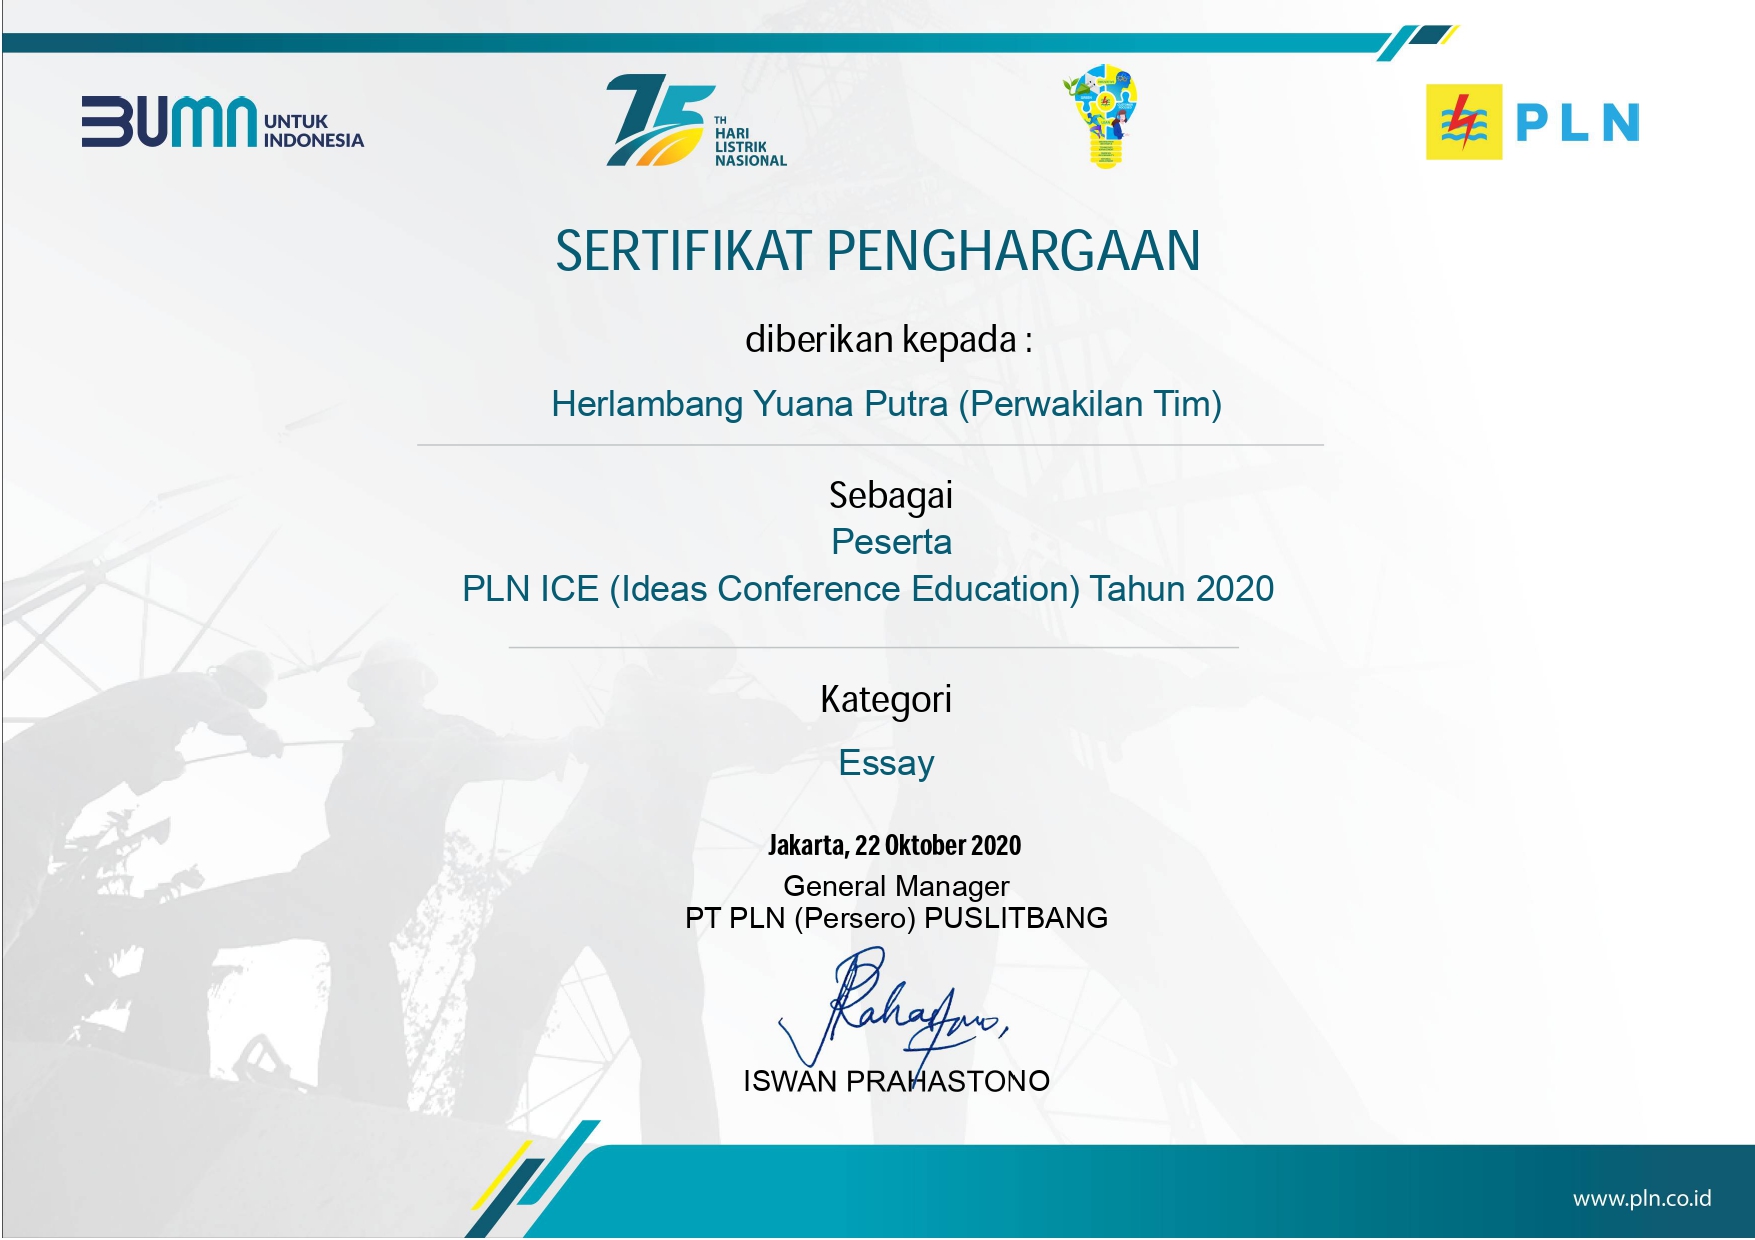 BUMN UNTUK
INDONESIA
75 TH
HARI
LISTRIK
NASIONAL
PLN
SERTIFIKAT PENGHARGAAN
diberikan kepada :
Herlambang Yuana Putra (Perwakilan Tim)
Sebagai
Peserta
PLN ICE (Ideas Conference Education) Tahun 2020
Kategori
Essay
Jakarta, 22 Oktober 2020
General Manager
PT PLN (Persero) PUSLITBANG
ISWAN PRAHASTONO
www.pln.co.id